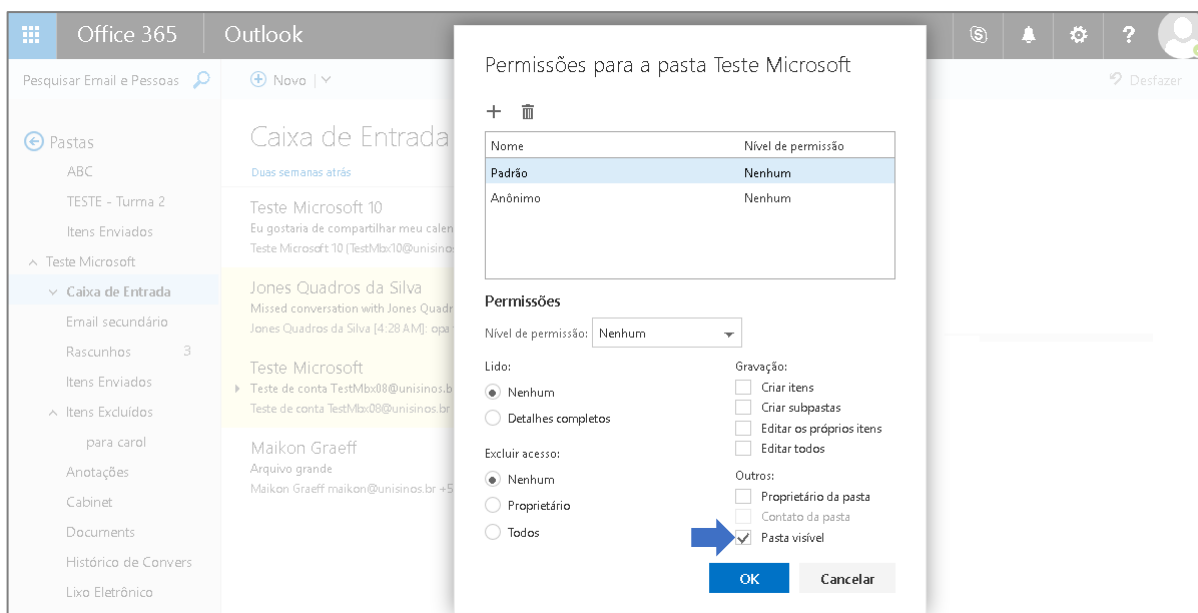 Office 365
Outlook
Pesquisar Email e Pessoas
Novo
Desfazer
Pastas
ABC
TESTE - Turma 2
Itens Enviados
Teste Microsoft
Caixa de Entrada
Email secundário
Rascunhos 3
Itens Enviados
Itens Excluídos
para carol
Anotações
Cabinet
Documents
Histórico de Convers
Lixo Eletrônico
Caixa de Entrada
Duas semanas atrás
Teste Microsoft 10
Eu gostaria de compartilhar meu calen
Teste Microsoft 10 (TestMbx10@unisinos
Jones Quadros da Silva
Missed conversation with Jones Quadr
Jones Quadros da Silva [4:28 AM]: opa
Teste Microsoft
Teste de conta TestMbx08@unisinos.b
Teste de conta TestMbx08@unisinos.br
Maikon Graeff
Arquivo grande
Maikon Graeff maikon@unisinos.br +5
Permissões para a pasta Teste Microsoft
Nome Nível de permissão
Padrão Nenhum
Anônimo Nenhum
Permissões
Nível de permissão: Nenhum
Lido:
Nenhum
Detalhes completos
Excluir acesso:
Nenhum
Proprietário
Todos
Gravação:
Criar itens
Criar subpastas
Editar os próprios itens
Editar todos
Outros:
Proprietário da pasta
Contato da pasta
Pasta visível
OK Cancelar